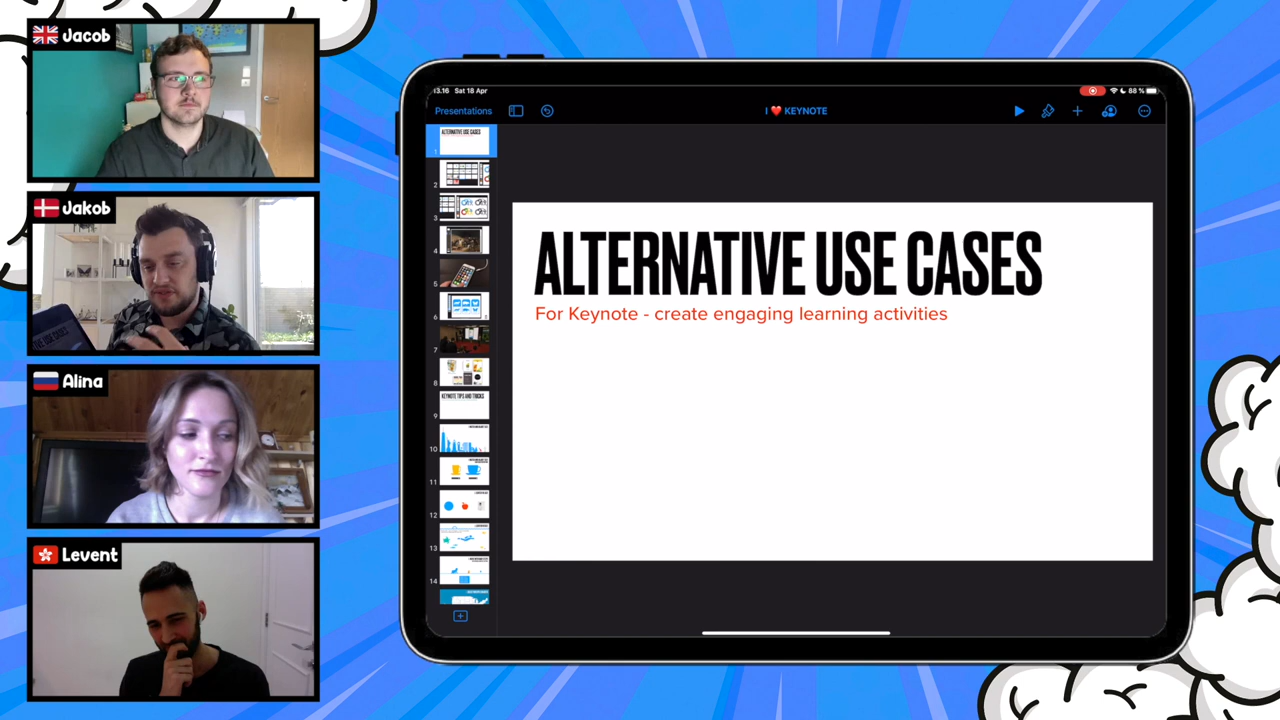 Jacob
Jakob
Alina
Levent
13.16 Sat 18 Apr
88 %
Presentations
I ❤️ KEYNOTE
ALTERNATIVE USE CASES
1
2
3
4
5
6
7
8
KEYNOTE TIPS AND TRICKS
9
10
11
12
13
14
ALTERNATIVE USE CASES
For Keynote - create engaging learning activities